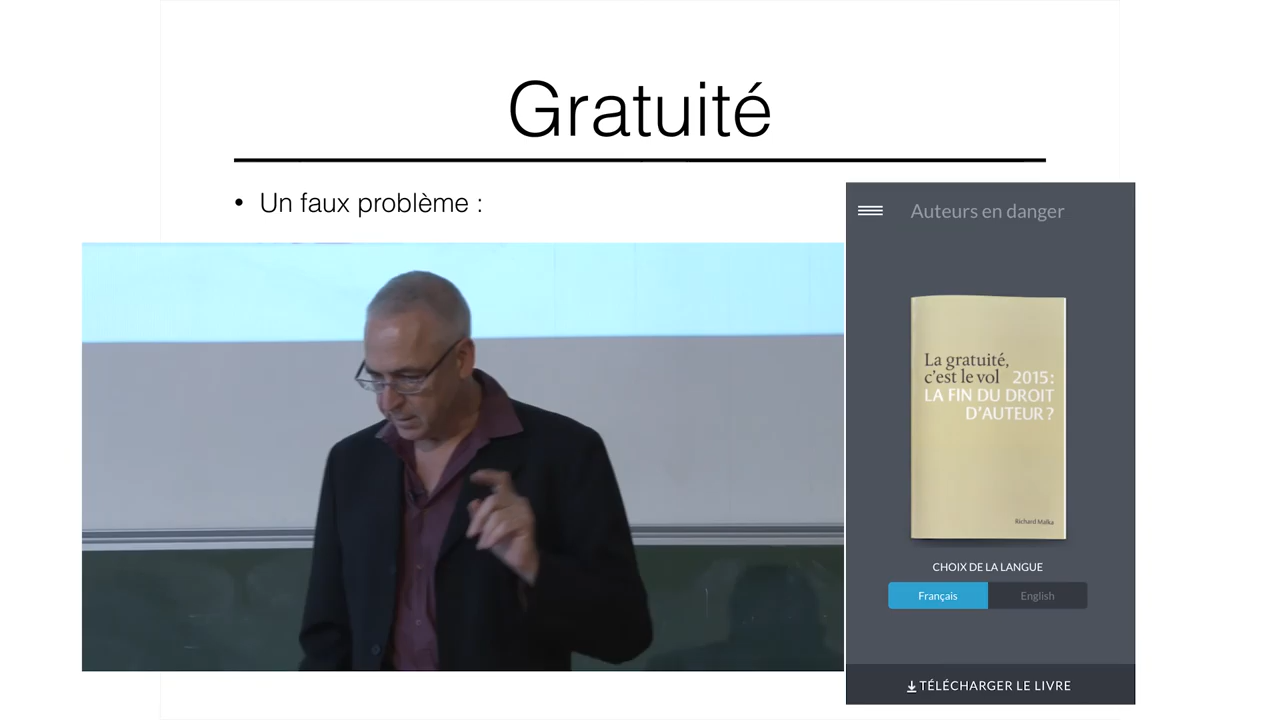 Gratuité
• Un faux problème :
Auteurs en danger
La gratuité,
c'est le vol 2015:
LA FIN DU DROIT
D'AUTEUR ?
Richard Malka
CHOIX DE LA LANGUE
Français English
TÉLÉCHARGER LE LIVRE